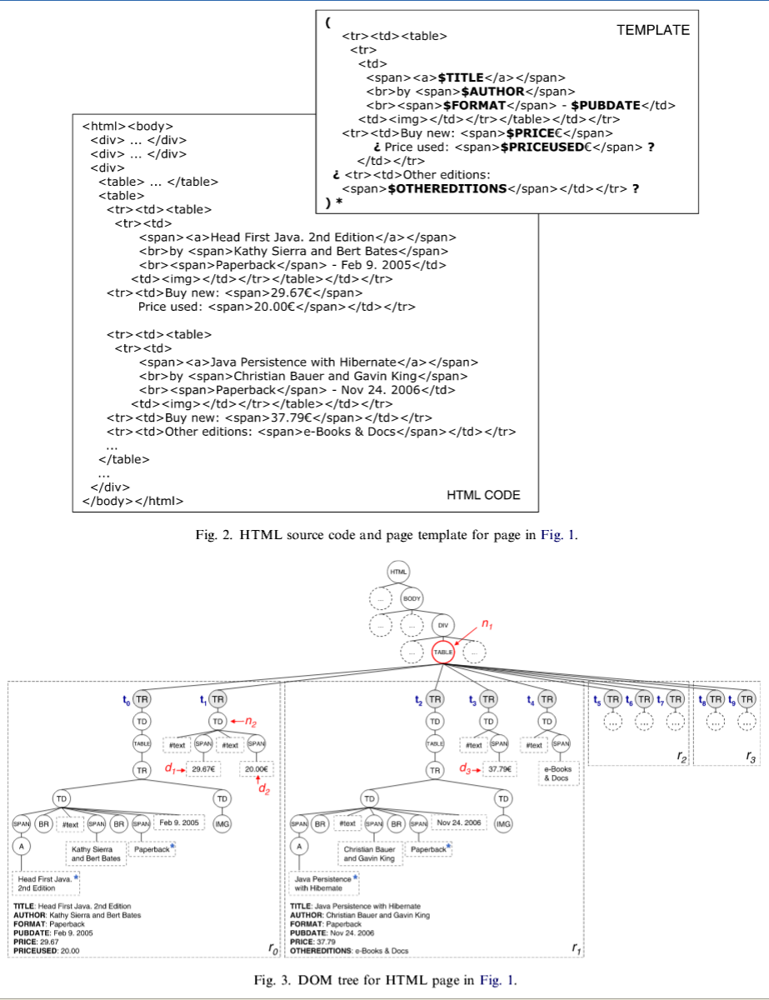 (
TEMPLATE
<tr><td><table>
<tr>
<td>
<span><a>$TITLE</a></span>
<br>by <span>$AUTHOR</span>
<br><span>$FORMAT</span> - $PUBDATE</td>
<td><img></td></tr></table></td></tr>
<tr><td>Buy new: <span>$PRICE€</span>
¿ Price used: <span>$PRICEUSED€</span> ?
</td></tr>
¿ <tr><td>Other editions:
<span>$OTHEREDITIONS</span></td></tr> ?
) *
<html><body>
<div> ... </div>
<div> ... </div>
<div>
<table> ... </table>
<table>
<tr><td><table>
<tr><td>
<span><a>Head First Java. 2nd Edition</a></span>
<br>by <span>Kathy Sierra and Bert Bates</span>
<br><span>Paperback</span> - Feb 9. 2005</td>
<td><img></td></tr></table></td></tr>
<tr><td>Buy new: <span>29.67€</span>
Price used: <span>20.00€</span></td></tr>
<tr><td><table>
<tr><td>
<span><a>Java Persistence with Hibernate</a></span>
<br>by <span>Christian Bauer and Gavin King</span>
<br><span>Paperback</span> - Nov 24. 2006</td>
<td><img></td></tr></table></td></tr>
<tr><td>Buy new: <span>37.79€</span></td></tr>
<tr><td>Other editions: <span>e-Books & Docs</span></td></tr>
...
</table>
...
</div>
</body></html>
HTML CODE
Fig. 2. HTML source code and page template for page in Fig. 1.
HTML
... BODY
... ... DIV n1
... TABLE ...
t0 TR t1 TR t2 TR t3 TR t4 TR t5 TR t6 TR t7 TR t8 TR t9 TR
TD TD n2 TD TD TD ... ... ... ... ...
TABLE #text SPAN #text SPAN TABLE #text SPAN #text SPAN r2 r3
TR d1 29.67€ 20.00€ TR d3 37.79€ e-Books
& Docs
d2
TD TD TD TD
SPAN BR #text SPAN BR SPAN Feb 9. 2005 IMG SPAN BR #text SPAN BR SPAN Nov 24. 2006 IMG
A Kathy Sierra Paperback* A Christian Bauer Paperback*
and Bert Bates and Gavin King
Head First Java. * Java Persistence *
2nd Edition with Hibernate
TITLE: Head First Java. 2nd Edition
AUTHOR: Kathy Sierra and Bert Bates
FORMAT: Paperback
PUBDATE: Feb 9. 2005
PRICE: 29.67
PRICEUSED: 20.00
r0
TITLE: Java Persistence with Hibernate
AUTHOR: Christian Bauer and Gavin King
FORMAT: Paperback
PUBDATE: Nov 24. 2006
PRICE: 37.79
OTHEREDITIONS: e-Books & Docs
r1
Fig. 3. DOM tree for HTML page in Fig. 1.